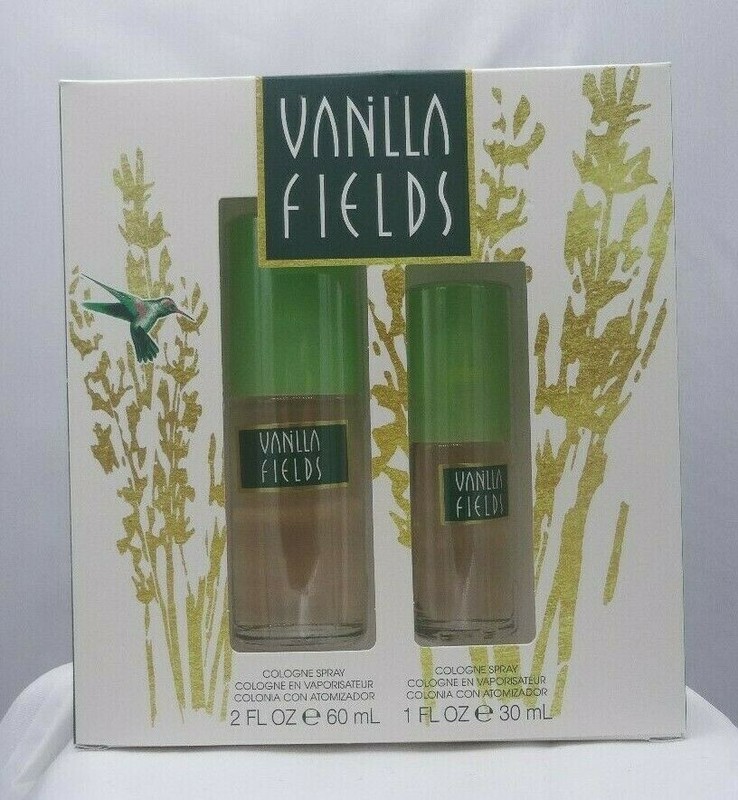 VANiLLA
FIELDS
VANiLLA
FIELDS
VANiLLA
FIELDS
COLOGNE SPRAY
COLOGNE EN VAPORISATEUR
COLONIA CON ATOMIZADOR
2 FL OZ ℮ 60 mL
COLOGNE SPRAY
COLOGNE EN VAPORISATEUR
COLONIA CON ATOMIZADOR
1 FL OZ ℮ 30 mL